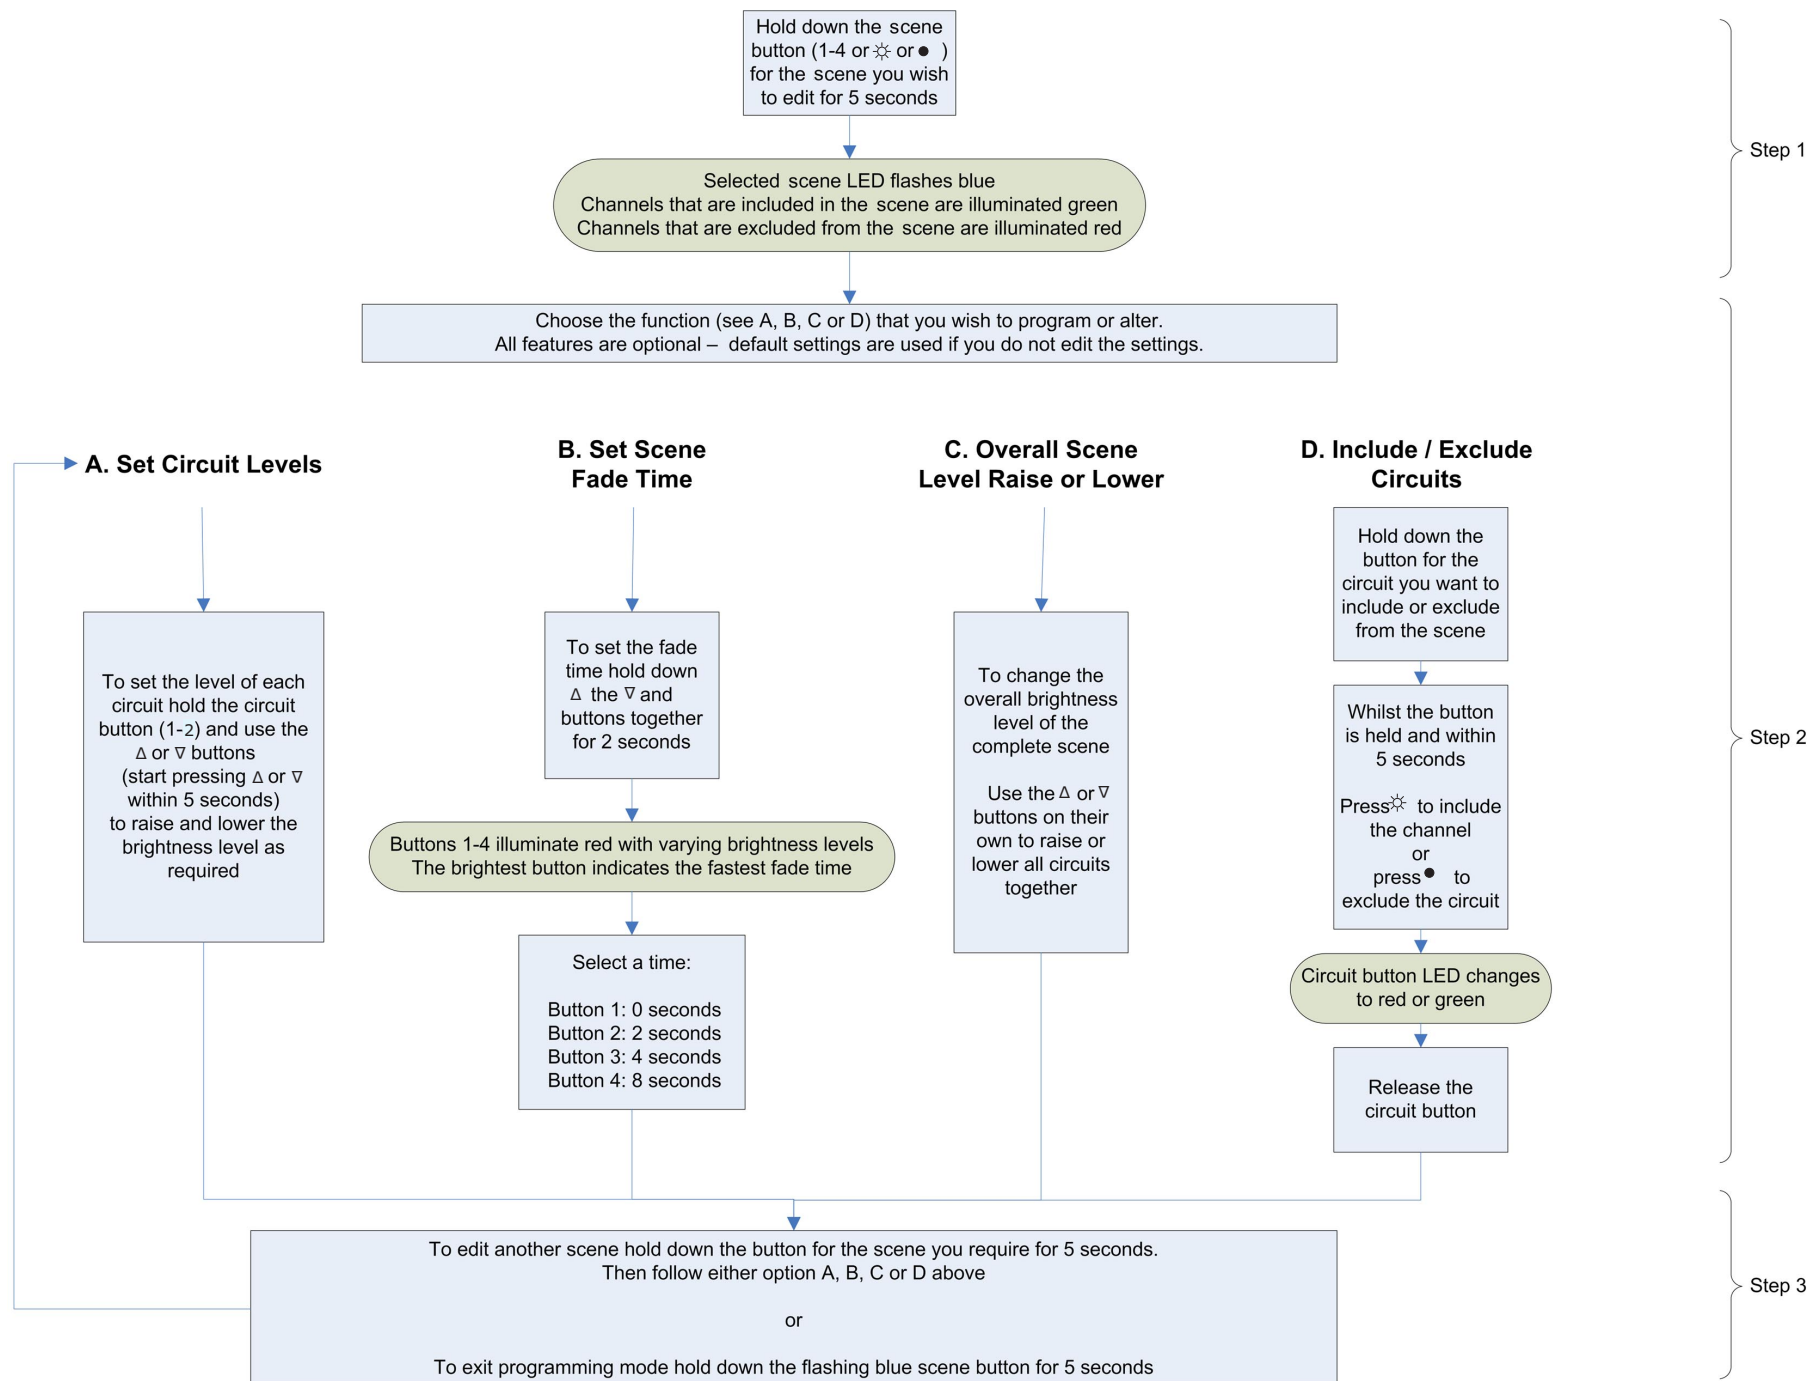 Hold down the scene
button (1-4 or ☼ or ● )
for the scene you wish
to edit for 5 seconds
Selected scene LED flashes blue
Channels that are included in the scene are illuminated green
Channels that are excluded from the scene are illuminated red
Step 1
Choose the function (see A, B, C or D) that you wish to program or alter.
All features are optional – default settings are used if you do not edit the settings.
A. Set Circuit Levels
To set the level of each
circuit hold the circuit
button (1-2) and use the
∆ or ∇ buttons
(start pressing ∆ or ∇
within 5 seconds)
to raise and lower the
brightness level as
required
B. Set Scene
Fade Time
To set the fade
time hold down
∆ the ∇ and
buttons together
for 2 seconds
Buttons 1-4 illuminate red with varying brightness levels
The brightest button indicates the fastest fade time
Select a time:
Button 1: 0 seconds
Button 2: 2 seconds
Button 3: 4 seconds
Button 4: 8 seconds
C. Overall Scene
Level Raise or Lower
To change the
overall brightness
level of the
complete scene
Use the ∆ or ∇
buttons on their
own to raise or
lower all circuits
together
D. Include / Exclude
Circuits
Hold down the
button for the
circuit you want to
include or exclude
from the scene
Whilst the button
is held and within
5 seconds
Press ☼ to include
the channel
or
press ● to
exclude the circuit
Circuit button LED changes
to red or green
Release the
circuit button
Step 2
To edit another scene hold down the button for the scene you require for 5 seconds.
Then follow either option A, B, C or D above
or
To exit programming mode hold down the flashing blue scene button for 5 seconds
Step 3